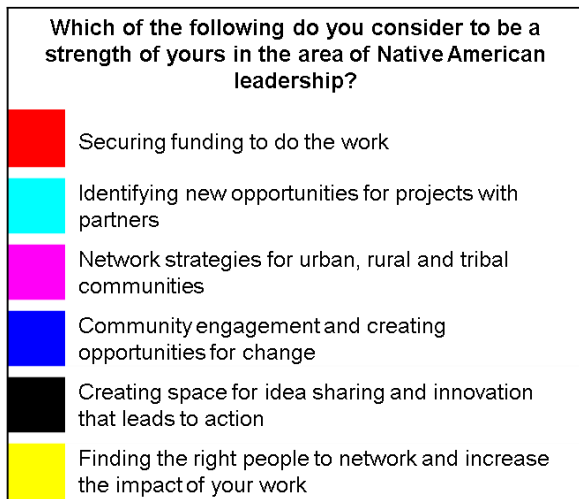 Which of the following do you consider to be a
strength of yours in the area of Native American
leadership?
Securing funding to do the work
Identifying new opportunities for projects with
partners
Network strategies for urban, rural and tribal
communities
Community engagement and creating
opportunities for change
Creating space for idea sharing and innovation
that leads to action
Finding the right people to network and increase
the impact of your work